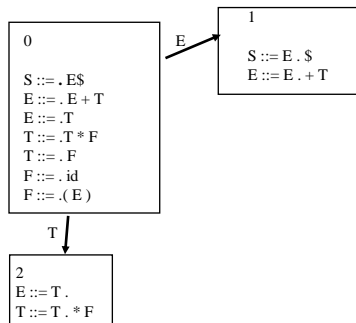 0
S ::= . E$
E ::= . E + T
E ::= .T
T ::= .T * F
T ::= . F
F ::= . id
F ::= .( E )
E
1
S ::= E . $
E ::= E . + T
T
2
E ::= T .
T ::= T . * F